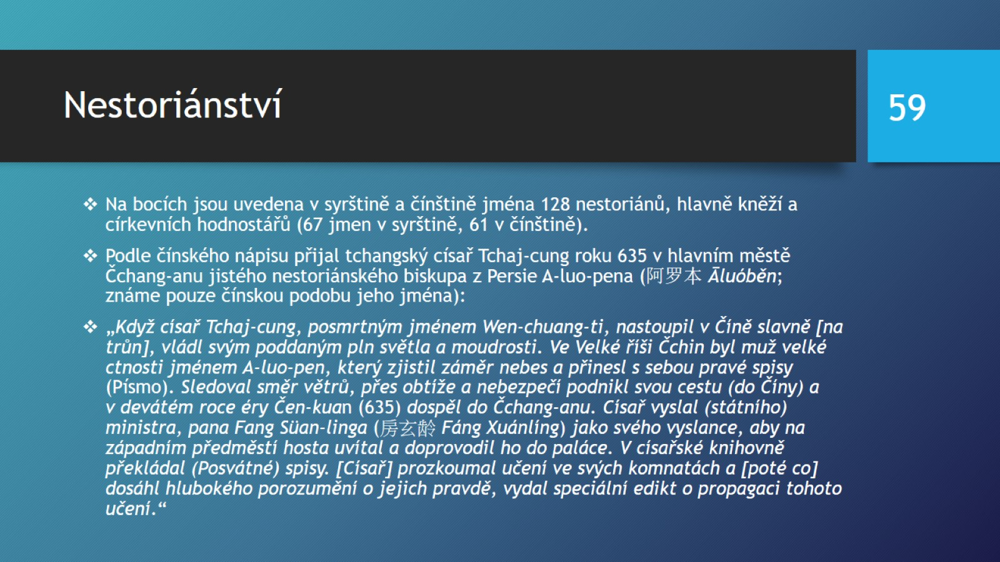 Nestoriánství
59
❖ Na bocích jsou uvedena v syrštině a čínštině jména 128 nestoriánů, hlavně kněží a
církevních hodnostářů (67 jmen v syrštině, 61 v čínštině).
❖ Podle čínského nápisu přijal tchangský císař Tchaj-cung roku 635 v hlavním městě
Čchang-anu jistého nestoriánského biskupa z Persie A-luo-pena (阿罗本 Āluóběn;
známe pouze čínskou podobu jeho jména):
❖ „Když císař Tchaj-cung, posmrtným jménem Wen-chuang-ti, nastoupil v Číně slavně [na
trůn], vládl svým poddaným pln světla a moudrosti. Ve Velké říši Čchin byl muž velké
ctnosti jménem A-luo-pen, který zjistil záměr nebes a přinesl s sebou pravé spisy
(Písmo). Sledoval směr větrů, přes obtíže a nebezpečí podnikl svou cestu (do Číny) a
v devátém roce éry Čen-kuan (635) dospěl do Čchang-anu. Císař vyslal (státního)
ministra, pana Fang Süan-linga (房玄龄 Fáng Xuánlíng) jako svého vyslance, aby na
západním předměstí hosta uvítal a doprovodil ho do paláce. V císařské knihovně
překládal (Posvátné) spisy. [Císař] prozkoumal učení ve svých komnatách a [poté co]
dosáhl hlubokého porozumění o jejich pravdě, vydal speciální edikt o propagaci tohoto
učení.“